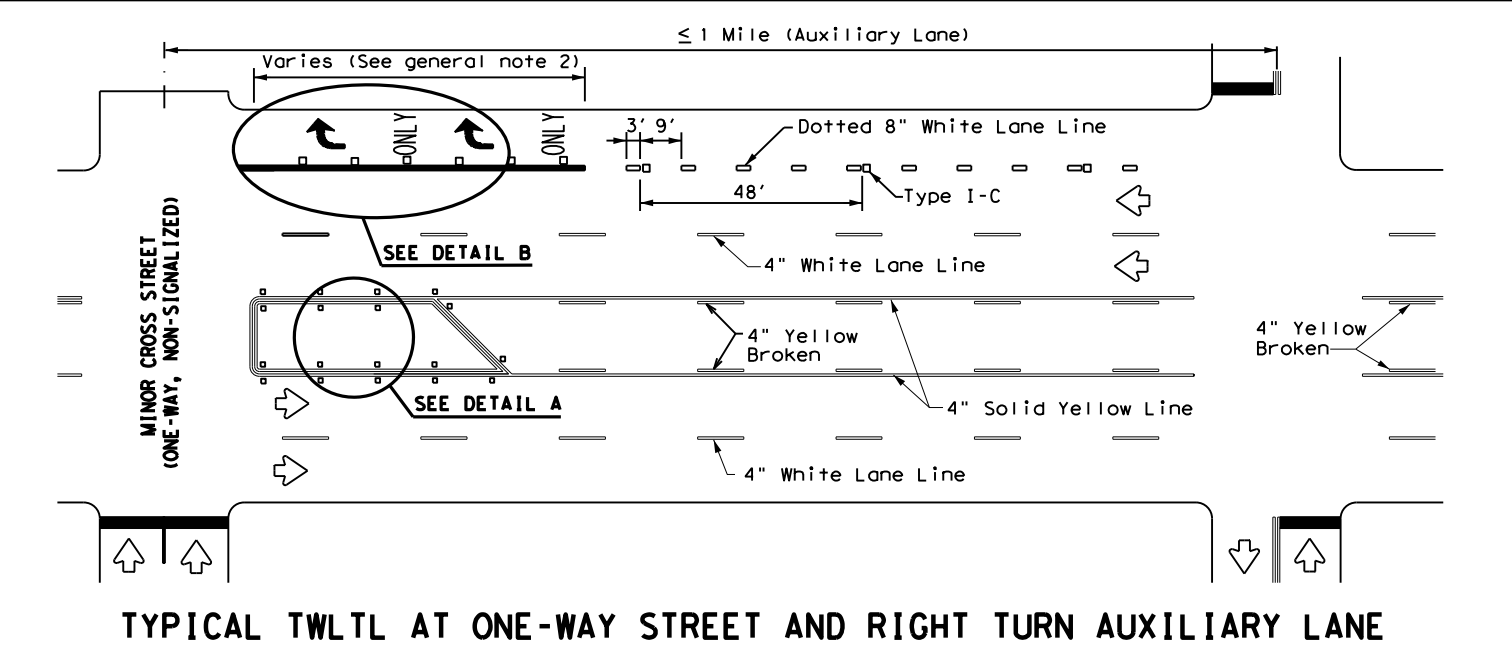 ≤ 1 Mile (Auxiliary Lane)
Varies (See general note 2)
ONLY
ONLY
3' 9'
Dotted 8" White Lane Line
48'
Type I-C
SEE DETAIL B
4" White Lane Line
MINOR CROSS STREET
(ONE-WAY, NON-SIGNALIZED)
4" Yellow
Broken
4" Yellow
Broken
SEE DETAIL A
4" Solid Yellow Line
4" White Lane Line
TYPICAL TWLTL AT ONE-WAY STREET AND RIGHT TURN AUXILIARY LANE